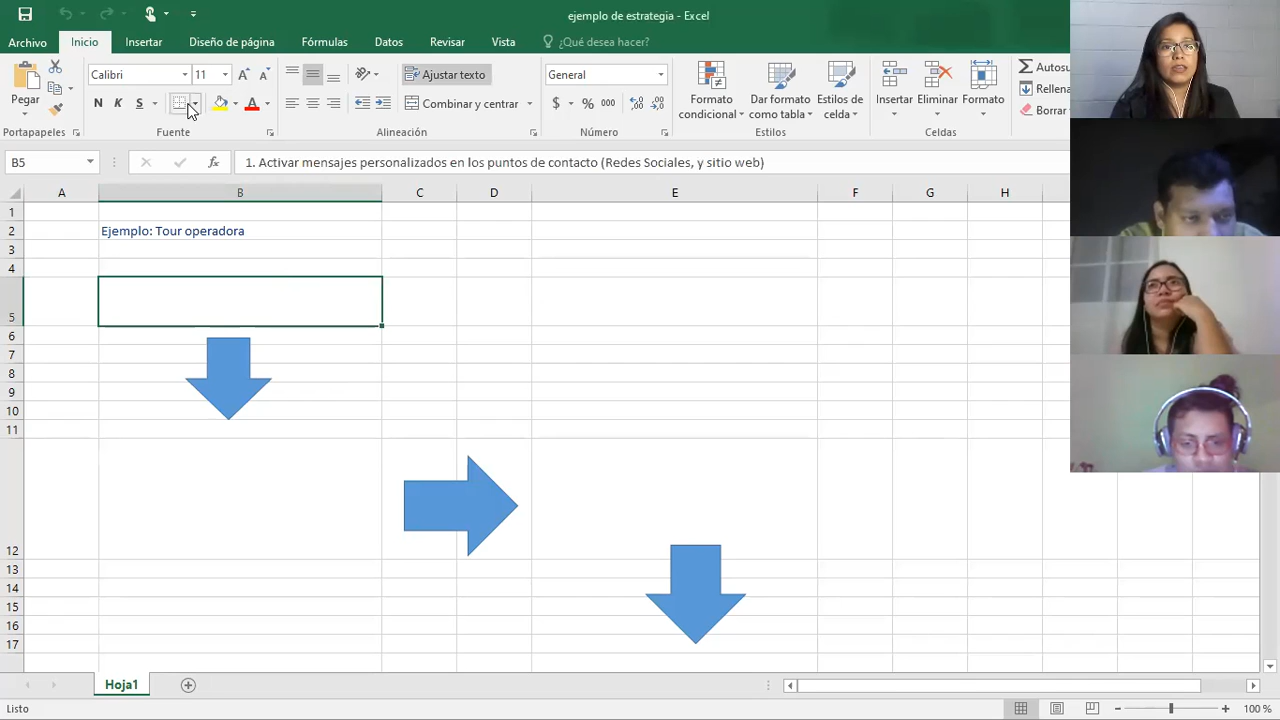 ejemplo de estrategia - Excel
Archivo Inicio Insertar Diseño de página Fórmulas Datos Revisar Vista ¿Qué desea hacer?
Pegar
Calibri 11
Ajustar texto
General
Formato condicional
Dar formato como tabla
Estilos de celda
Insertar Eliminar Formato
Autosu
Rellena
Borrar
N K S
A
Combinar y centrar
$ % 000
Portapapeles Fuente Alineación Número Estilos Celdas
B5 fx 1. Activar mensajes personalizados en los puntos de contacto (Redes Sociales, y sitio web)
A B C D E F G H
1
2 Ejemplo: Tour operadora
3
4
5
6
7
8
9
10
11
12
13
14
15
16
17
Hoja1
Listo 100 %